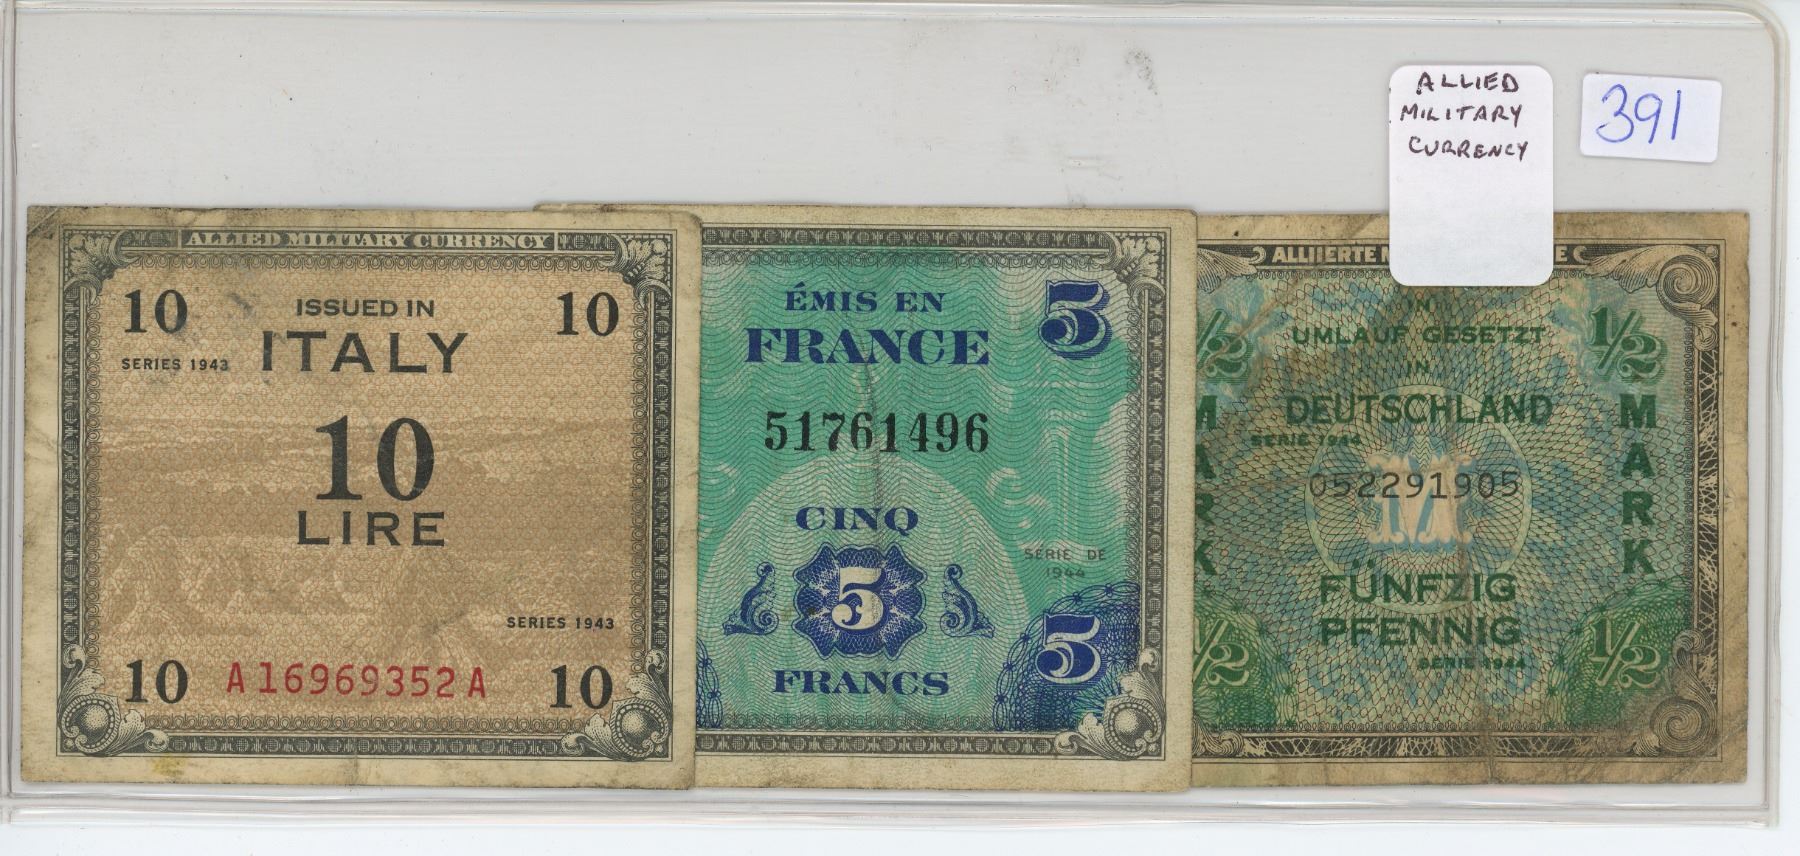 ALLIED
MILITARY
CURRENCY
391
ALLIED MILITARY CURRENCY
10 ISSUED IN 10
SERIES 1943 ITALY
10
LIRE
SERIES 1943
10 A16969352A 10
ÉMIS EN 5
FRANCE
51761496
CINQ
SÉRIE DE
1944
5
5
FRANCS
ALLIIERTE
IN
1/2 UMLAUF GESETZT 1/2
IN
MARK DEUTSCHLAND MARK
SERIE 1944
052291905
M
FÜNFZIG
PFENNIG
1/2 SERIE 1944 1/2